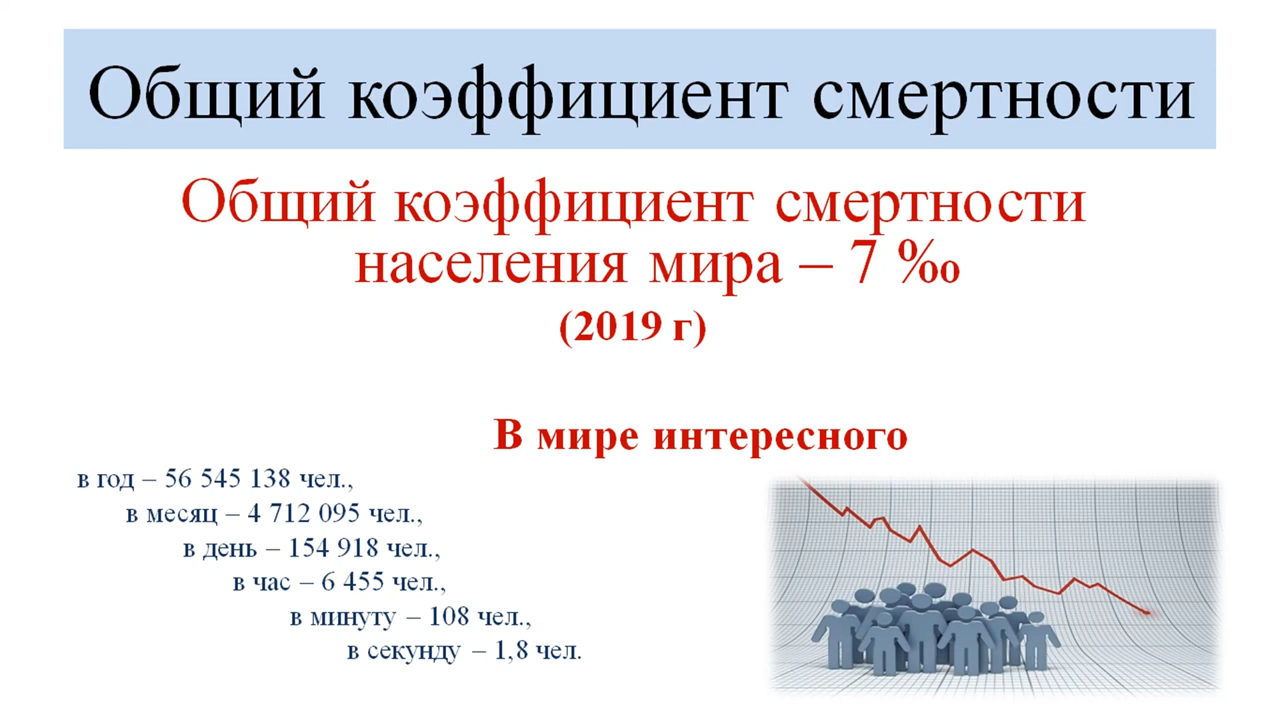 Общий коэффициент смертности
Общий коэффициент смертности
населения мира – 7 ‰
(2019 г)
В мире интересного
в год – 56 545 138 чел.,
в месяц – 4 712 095 чел.,
в день – 154 918 чел.,
в час – 6 455 чел.,
в минуту – 108 чел.,
в секунду – 1,8 чел.